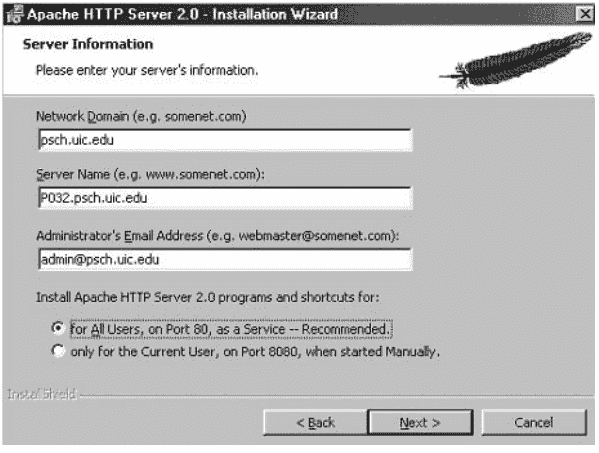 Apache HTTP Server 2.0 - Installation Wizard
Server Information
Please enter your server's information.
Network Domain (e.g. somenet.com)
psch.uic.edu
Server Name (e.g. www.somenet.com):
P032.psch.uic.edu
Administrator's Email Address (e.g. webmaster@somenet.com):
admin@psch.uic.edu
Install Apache HTTP Server 2.0 programs and shortcuts for:
for All Users, on Port 80, as a Service -- Recommended.
only for the Current User, on Port 8080, when started Manually.
InstallShield
< Back Next > Cancel